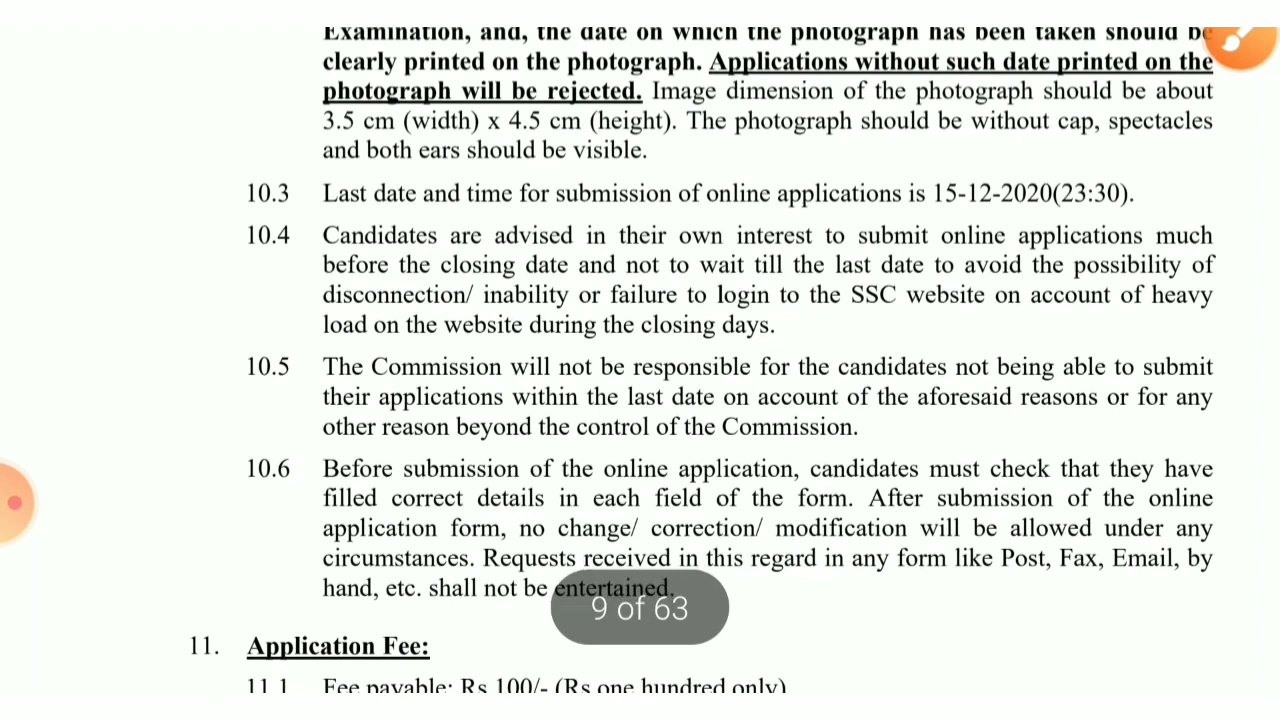 Examination, and, the date on which the photograph has been taken should be
clearly printed on the photograph. Applications without such date printed on the
photograph will be rejected. Image dimension of the photograph should be about
3.5 cm (width) x 4.5 cm (height). The photograph should be without cap, spectacles
and both ears should be visible.
10.3 Last date and time for submission of online applications is 15-12-2020(23:30).
10.4 Candidates are advised in their own interest to submit online applications much
before the closing date and not to wait till the last date to avoid the possibility of
disconnection/ inability or failure to login to the SSC website on account of heavy
load on the website during the closing days.
10.5 The Commission will not be responsible for the candidates not being able to submit
their applications within the last date on account of the aforesaid reasons or for any
other reason beyond the control of the Commission.
10.6 Before submission of the online application, candidates must check that they have
filled correct details in each field of the form. After submission of the online
application form, no change/ correction/ modification will be allowed under any
circumstances. Requests received in this regard in any form like Post, Fax, Email, by
hand, etc. shall not be entertained.
9 of 63
11. Application Fee:
11.1 Fee payable: Rs 100/- (Rs one hundred only)